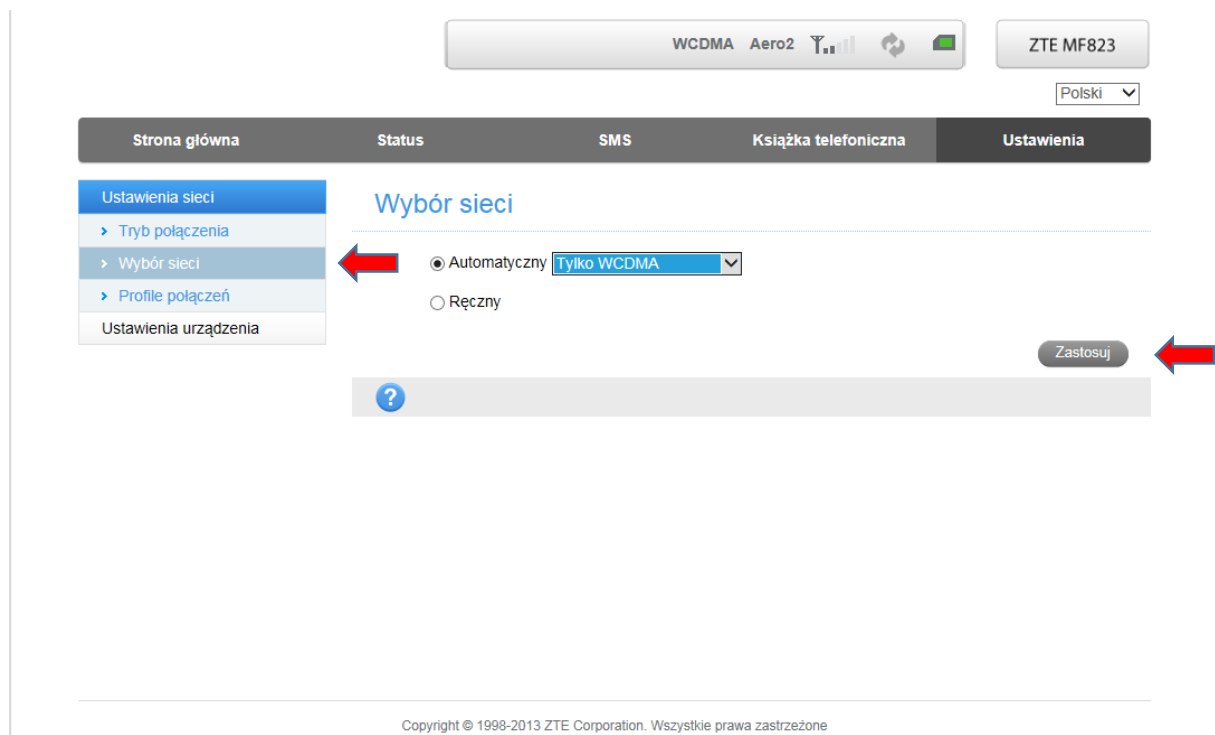 WCDMA Aero2
ZTE MF823
Polski
Strona główna Status SMS Książka telefoniczna Ustawienia
Ustawienia sieci
Tryb połączenia
Wybór sieci
Profile połączeń
Ustawienia urządzenia
Wybór sieci
Automatyczny Tylko WCDMA
Ręczny
Zastosuj
?
Copyright © 1998-2013 ZTE Corporation. Wszystkie prawa zastrzeżone